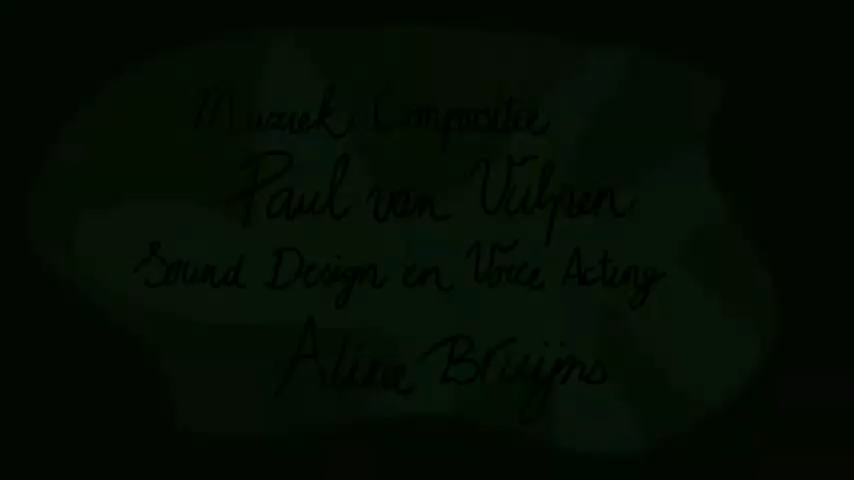 Muziek Compositie
Paul van Vulpen
Sound Design en Voice Acting
Aline Bruijns